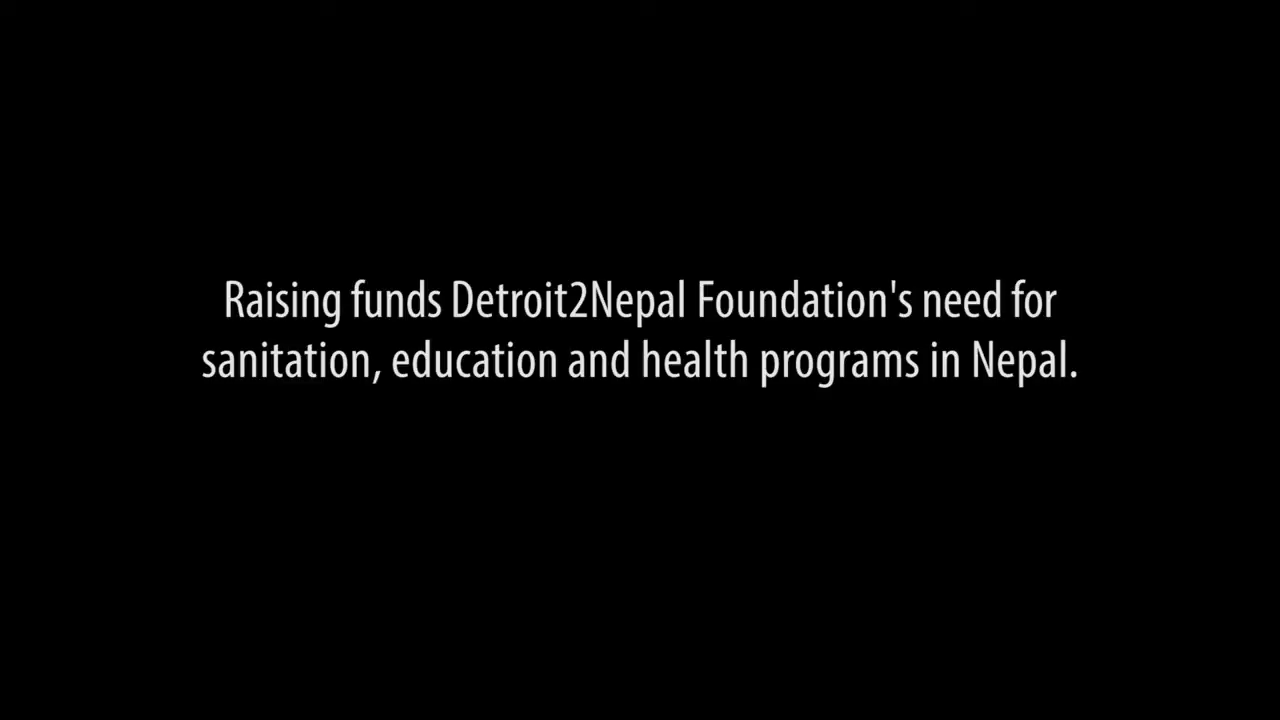 Raising funds Detroit2Nepal Foundation's need for
sanitation, education and health programs in Nepal.